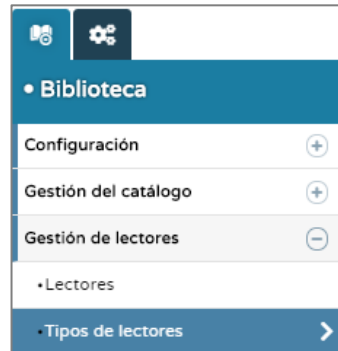 • Biblioteca
Configuración
Gestión del catálogo
Gestión de lectores
•Lectores
•Tipos de lectores